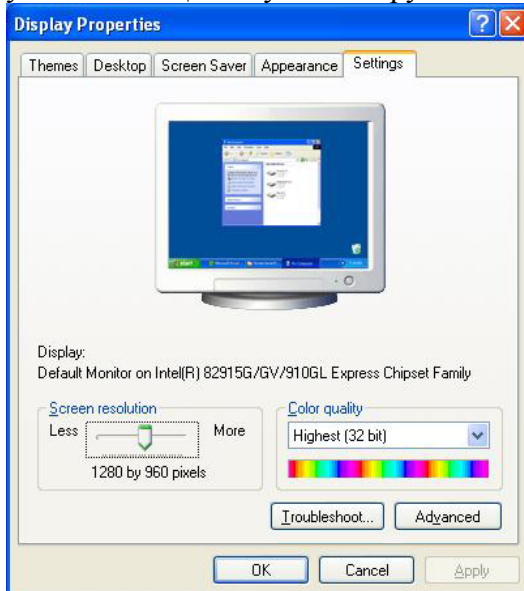 Display Properties
Themes Desktop Screen Saver Appearance Settings
Display:
Default Monitor on Intel(R) 82915G/GV/910GL Express Chipset Family
Screen resolution
Less More
1280 by 960 pixels
Color quality
Highest (32 bit)
Troubleshoot... Advanced
OK Cancel Apply